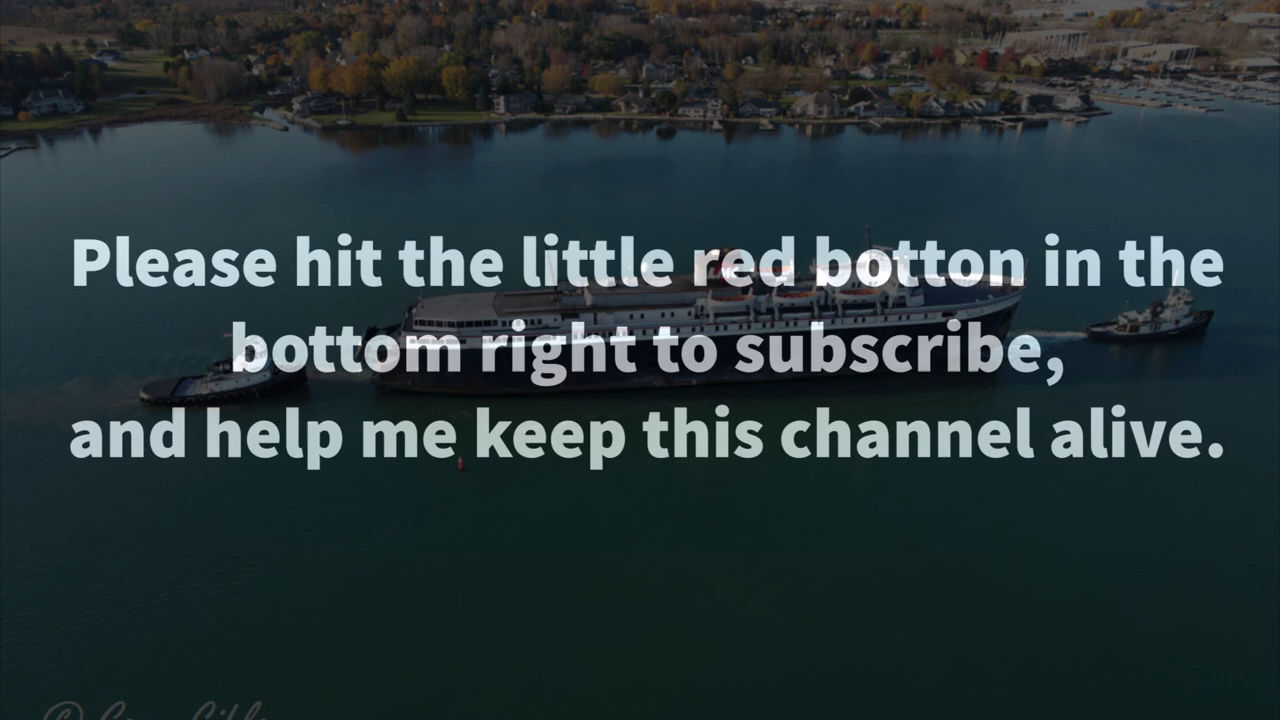 Please hit the little red botton in the
bottom right to subscribe,
and help me keep this channel alive.